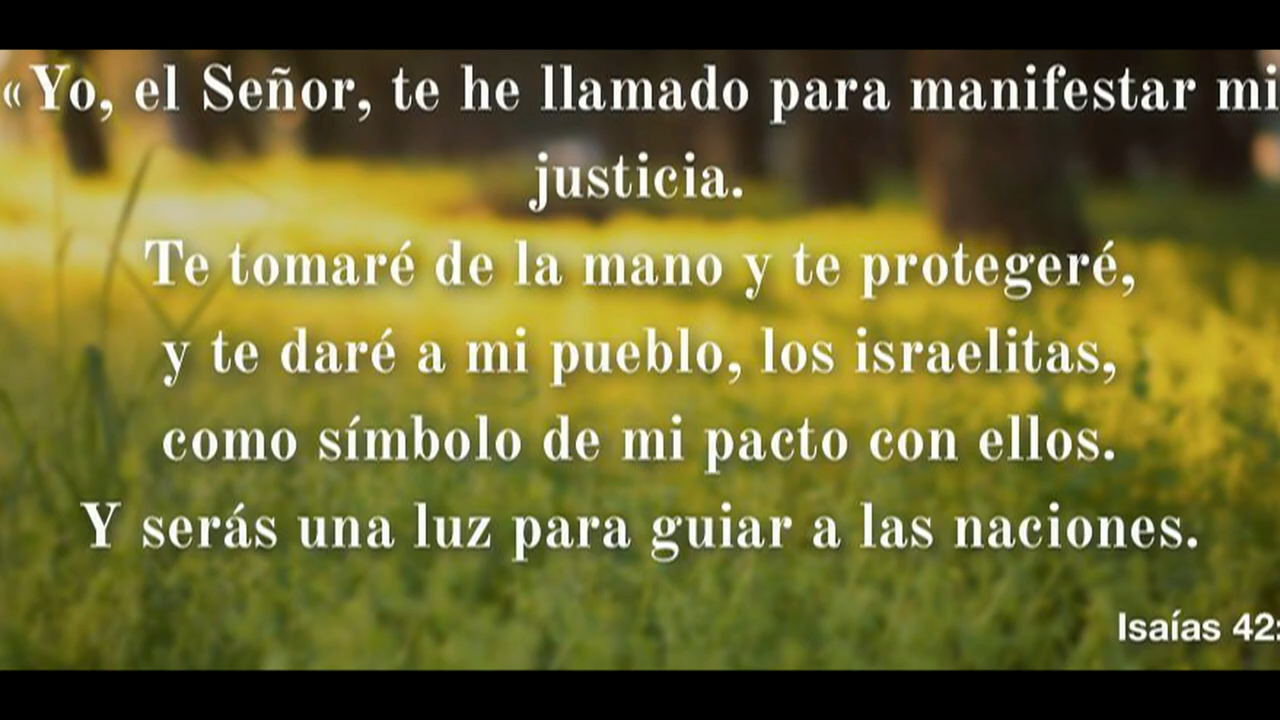 «Yo, el Señor, te he llamado para manifestar mi
justicia.
Te tomaré de la mano y te protegeré,
y te daré a mi pueblo, los israelitas,
como símbolo de mi pacto con ellos.
Y serás una luz para guiar a las naciones.
Isaías 42: